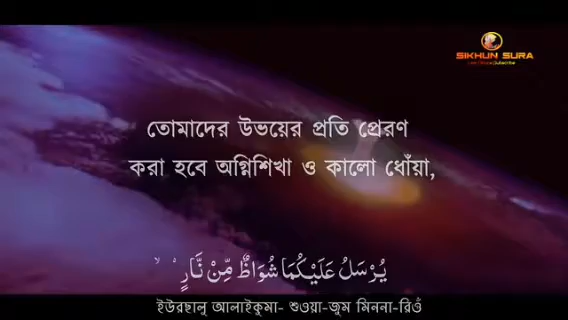 SIKHUN SURA
তোমাদের উভয়ের প্রতি প্রেরণ
করা হবে অগ্নিশিখা ও কালো ধোঁয়া,
يُرْسَلُ عَلَيْكُمَا شُوَاظٌ مِّنْ نَّارٍ ۙ
ইউরছালু আলাইকুমা- শুওয়া-জুম মিননা-রিওঁ